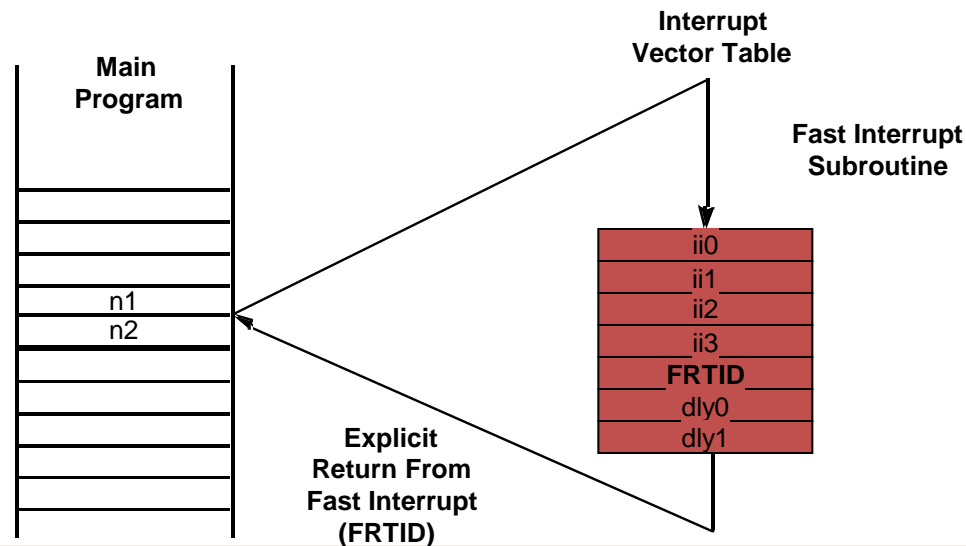 Interrupt
Vector Table
Main
Program
Fast Interrupt
Subroutine
ii0
ii1
n1
ii2
n2
ii3
FRTID
dly0
dly1
Explicit
Return From
Fast Interrupt
(FRTID)